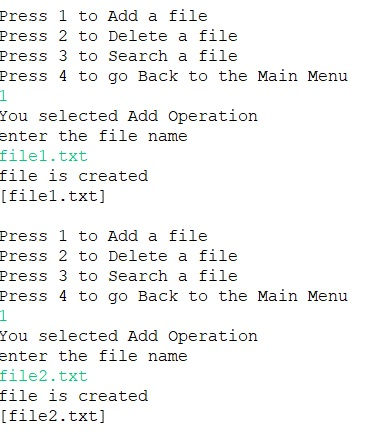 Press 1 to Add a file
Press 2 to Delete a file
Press 3 to Search a file
Press 4 to go Back to the Main Menu
1
You selected Add Operation
enter the file name
file1.txt
file is created
[file1.txt]
Press 1 to Add a file
Press 2 to Delete a file
Press 3 to Search a file
Press 4 to go Back to the Main Menu
1
You selected Add Operation
enter the file name
file2.txt
file is created
[file2.txt]